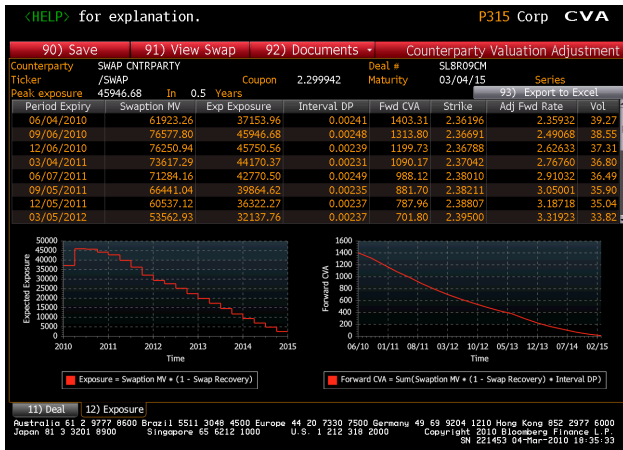 <HELP> for explanation. P315 Corp CVA
90) Save 91) View Swap 92) Documents Counterparty Valuation Adjustment
Counterparty SWAP CNTRPARTY Deal # SL8R09CM
Ticker /SWAP Coupon 2.299942 Maturity 03/04/15 Series
Peak exposure 45946.68 In 0.5 Years 93) Export to Excel
Period Expiry Swaption MV Exp Exposure Interval DP Fwd CVA Strike Adj Fwd Rate Vol
06/04/2010 61923.26 37153.96 0.00241 1403.31 2.36196 2.35932 39.27
09/06/2010 76577.80 45946.68 0.00248 1313.80 2.36691 2.49068 38.55
12/06/2010 76250.94 45750.56 0.00239 1199.73 2.36788 2.62633 37.31
03/04/2011 73617.29 44170.37 0.00231 1090.17 2.37042 2.76760 36.80
06/07/2011 71284.16 42770.50 0.00249 988.12 2.38010 2.91032 36.49
09/05/2011 66441.04 39864.62 0.00235 881.70 2.38211 3.05001 35.90
12/05/2011 60537.12 36322.27 0.00237 787.96 2.38807 3.18718 35.04
03/05/2012 53562.93 32137.76 0.00237 701.80 2.39500 3.31923 33.82
50000
45000
40000
35000
30000
25000
20000
15000
10000
5000
0
Expected Exposure
2010 2011 2012 2013 2014 2015
Time
Exposure = Swaption MV * (1 - Swap Recovery)
1600
1400
1200
1000
800
600
400
200
0
Forward CVA
06/10 01/11 08/11 03/12 10/12 05/13 12/13 07/14 02/15
Time
Forward CVA = Sum(Swaption MV * (1 - Swap Recovery) * Interval DP)
11) Deal 12) Exposure
Australia 61 2 9777 8600 Brazil 5511 3048 4500 Europe 44 20 7330 7500 Germany 49 69 9204 1210 Hong Kong 852 2977 6000
Japan 81 3 3201 8900 Singapore 65 6212 1000 U.S. 1 212 318 2000 Copyright 2010 Bloomberg Finance L.P.
SN 221453 04-Mar-2010 18:35:33